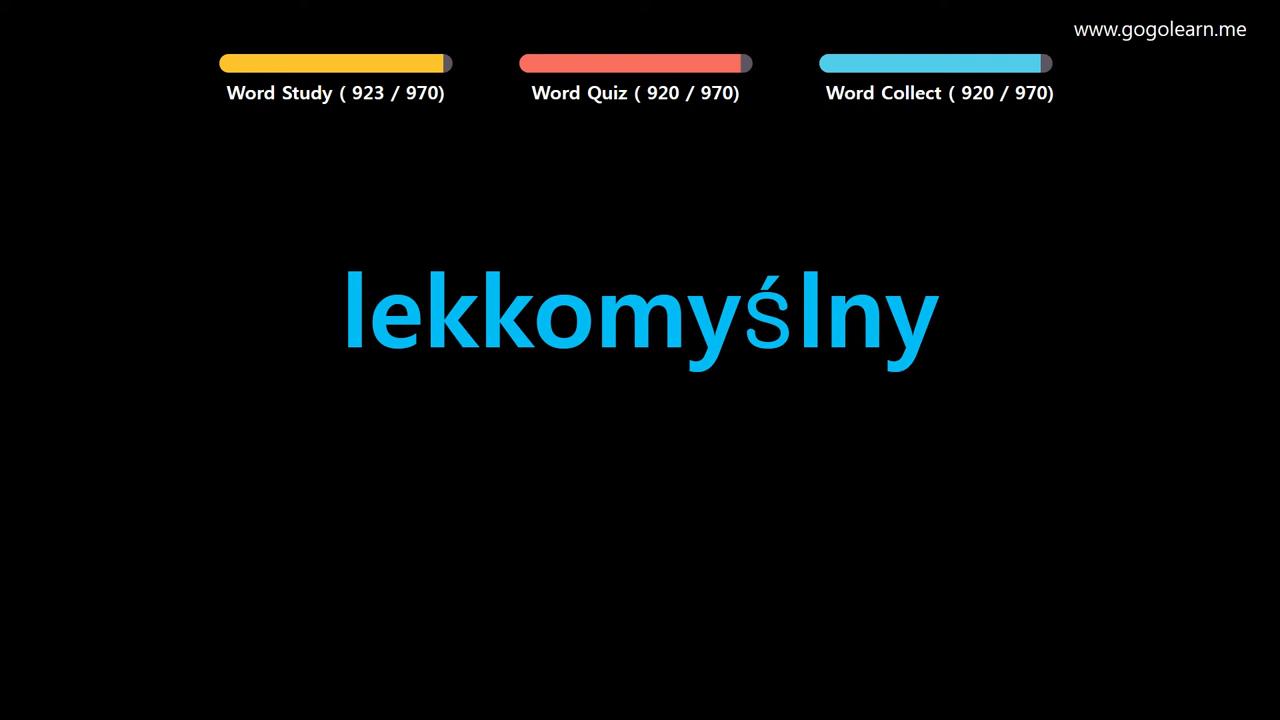 www.gogolearn.me
Word Study ( 923 / 970)
Word Quiz ( 920 / 970)
Word Collect ( 920 / 970)
lekkomyślny